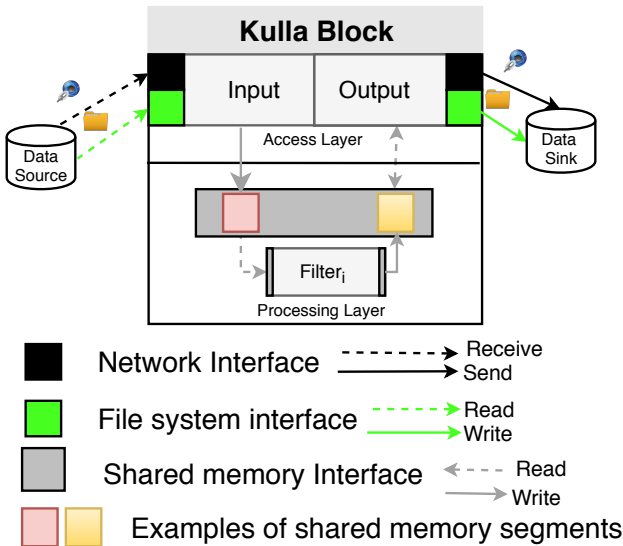 Kulla Block
Input
Output
Access Layer
Data
Source
Data
Sink
Filterᵢ
Processing Layer
Network Interface
Receive
Send
File system interface
Read
Write
Shared memory Interface
Read
Write
Examples of shared memory segments